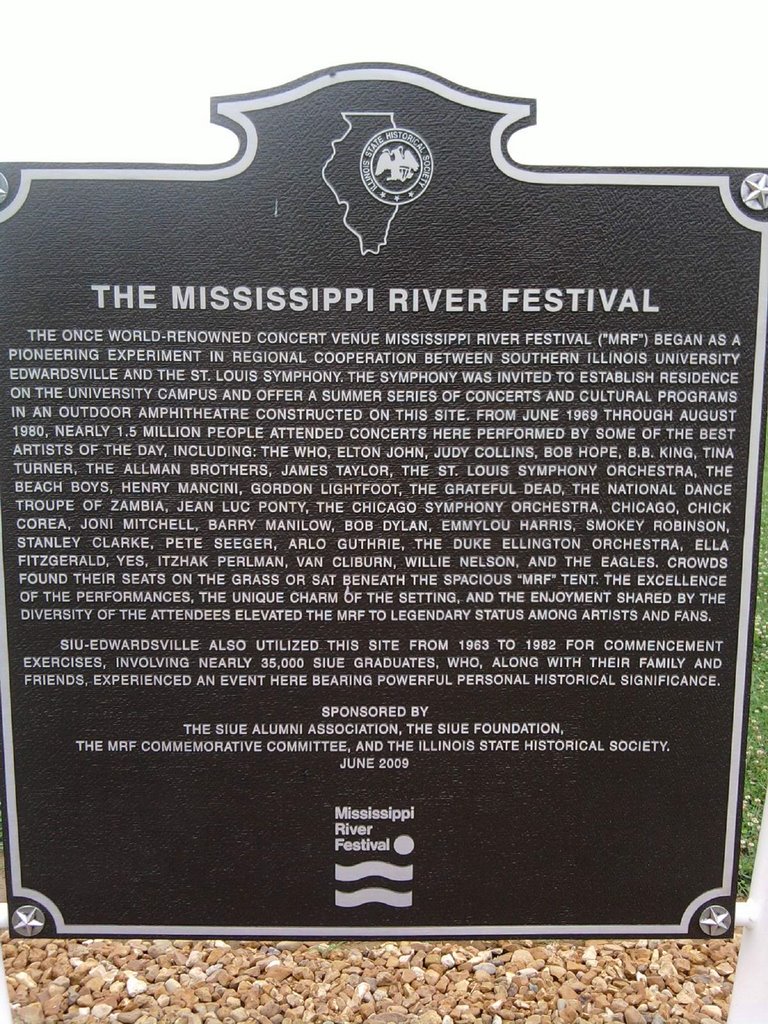 ILLINOIS STATE HISTORICAL SOCIETY
THE MISSISSIPPI RIVER FESTIVAL
THE ONCE WORLD-RENOWNED CONCERT VENUE MISSISSIPPI RIVER FESTIVAL ("MRF") BEGAN AS A
PIONEERING EXPERIMENT IN REGIONAL COOPERATION BETWEEN SOUTHERN ILLINOIS UNIVERSITY
EDWARDSVILLE AND THE ST. LOUIS SYMPHONY. THE SYMPHONY WAS INVITED TO ESTABLISH RESIDENCE
ON THE UNIVERSITY CAMPUS AND OFFER A SUMMER SERIES OF CONCERTS AND CULTURAL PROGRAMS
IN AN OUTDOOR AMPHITHEATRE CONSTRUCTED ON THIS SITE. FROM JUNE 1969 THROUGH AUGUST
1980, NEARLY 1.5 MILLION PEOPLE ATTENDED CONCERTS HERE PERFORMED BY SOME OF THE BEST
ARTISTS OF THE DAY, INCLUDING: THE WHO, ELTON JOHN, JUDY COLLINS, BOB HOPE, B.B. KING, TINA
TURNER, THE ALLMAN BROTHERS, JAMES TAYLOR, THE ST. LOUIS SYMPHONY ORCHESTRA, THE
BEACH BOYS, HENRY MANCINI, GORDON LIGHTFOOT, THE GRATEFUL DEAD, THE NATIONAL DANCE
TROUPE OF ZAMBIA, JEAN LUC PONTY, THE CHICAGO SYMPHONY ORCHESTRA, CHICAGO, CHICK
COREA, JONI MITCHELL, BARRY MANILOW, BOB DYLAN, EMMYLOU HARRIS, SMOKEY ROBINSON,
STANLEY CLARKE, PETE SEEGER, ARLO GUTHRIE, THE DUKE ELLINGTON ORCHESTRA, ELLA
FITZGERALD, YES, ITZHAK PERLMAN, VAN CLIBURN, WILLIE NELSON, AND THE EAGLES. CROWDS
FOUND THEIR SEATS ON THE GRASS OR SAT BENEATH THE SPACIOUS "MRF" TENT. THE EXCELLENCE
OF THE PERFORMANCES, THE UNIQUE CHARM OF THE SETTING, AND THE ENJOYMENT SHARED BY THE
DIVERSITY OF THE ATTENDEES ELEVATED THE MRF TO LEGENDARY STATUS AMONG ARTISTS AND FANS.
SIU-EDWARDSVILLE ALSO UTILIZED THIS SITE FROM 1963 TO 1982 FOR COMMENCEMENT
EXERCISES, INVOLVING NEARLY 35,000 SIUE GRADUATES, WHO, ALONG WITH THEIR FAMILY AND
FRIENDS, EXPERIENCED AN EVENT HERE BEARING POWERFUL PERSONAL HISTORICAL SIGNIFICANCE.
SPONSORED BY
THE SIUE ALUMNI ASSOCIATION, THE SIUE FOUNDATION,
THE MRF COMMEMORATIVE COMMITTEE, AND THE ILLINOIS STATE HISTORICAL SOCIETY.
JUNE 2009
Mississippi
River
Festival